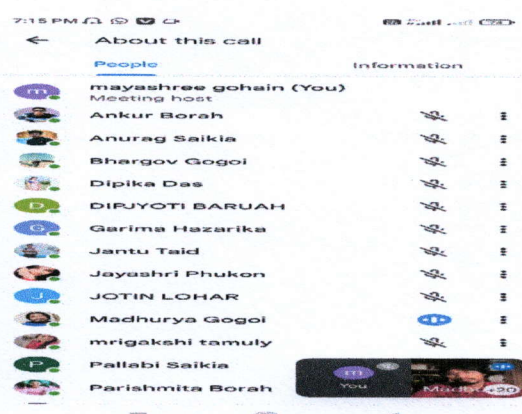 7:15 PM
About this call
People Information
m mayashree gohain (You)
Meeting host
Ankur Borah
Anurag Saikia
Bhargov Gogoi
Dipika Das
D DIPJYOTI BARUAH
G Garima Hazarika
Jantu Taid
Jayashri Phukon
J JOTIN LOHAR
Madhurya Gogoi
mrigakshi tamuly
P Pallabi Saikia
Parishmita Borah
m
You +20